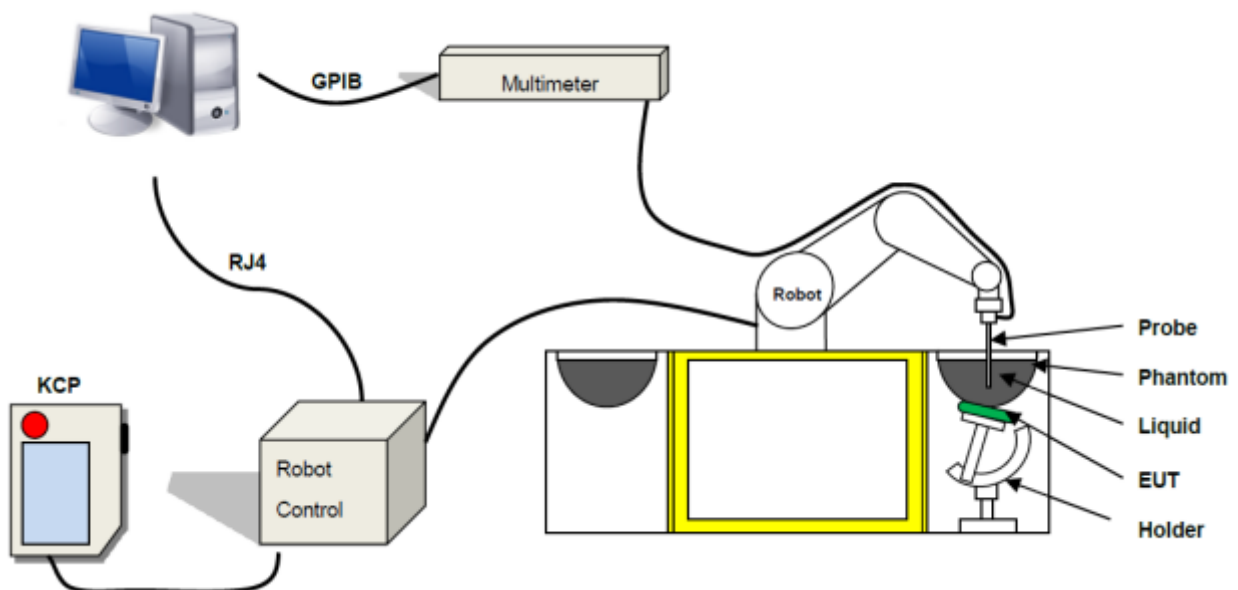 GPIB
Multimeter
RJ4
Robot
Probe
Phantom
KCP
Liquid
Robot
Control
EUT
Holder